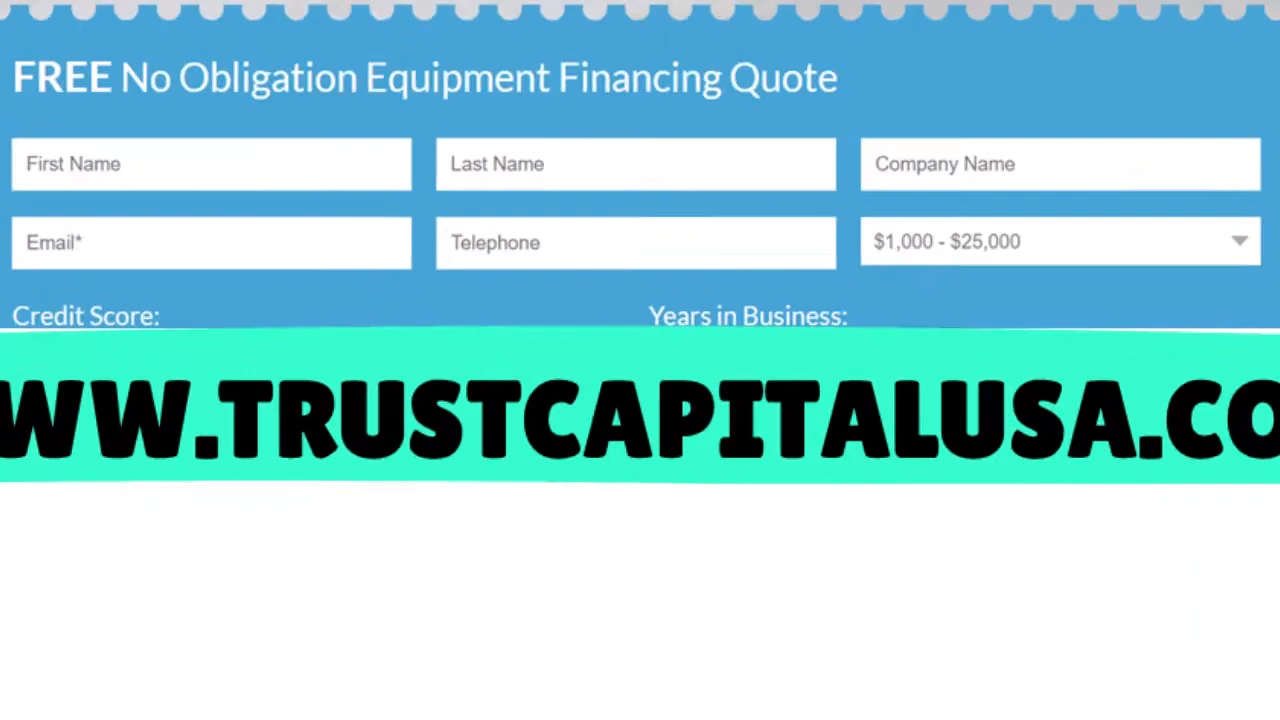 FREE No Obligation Equipment Financing Quote
First Name Last Name Company Name
Email* Telephone $1,000 - $25,000
Credit Score: Years in Business:
WW.TRUSTCAPITALUSA.CO